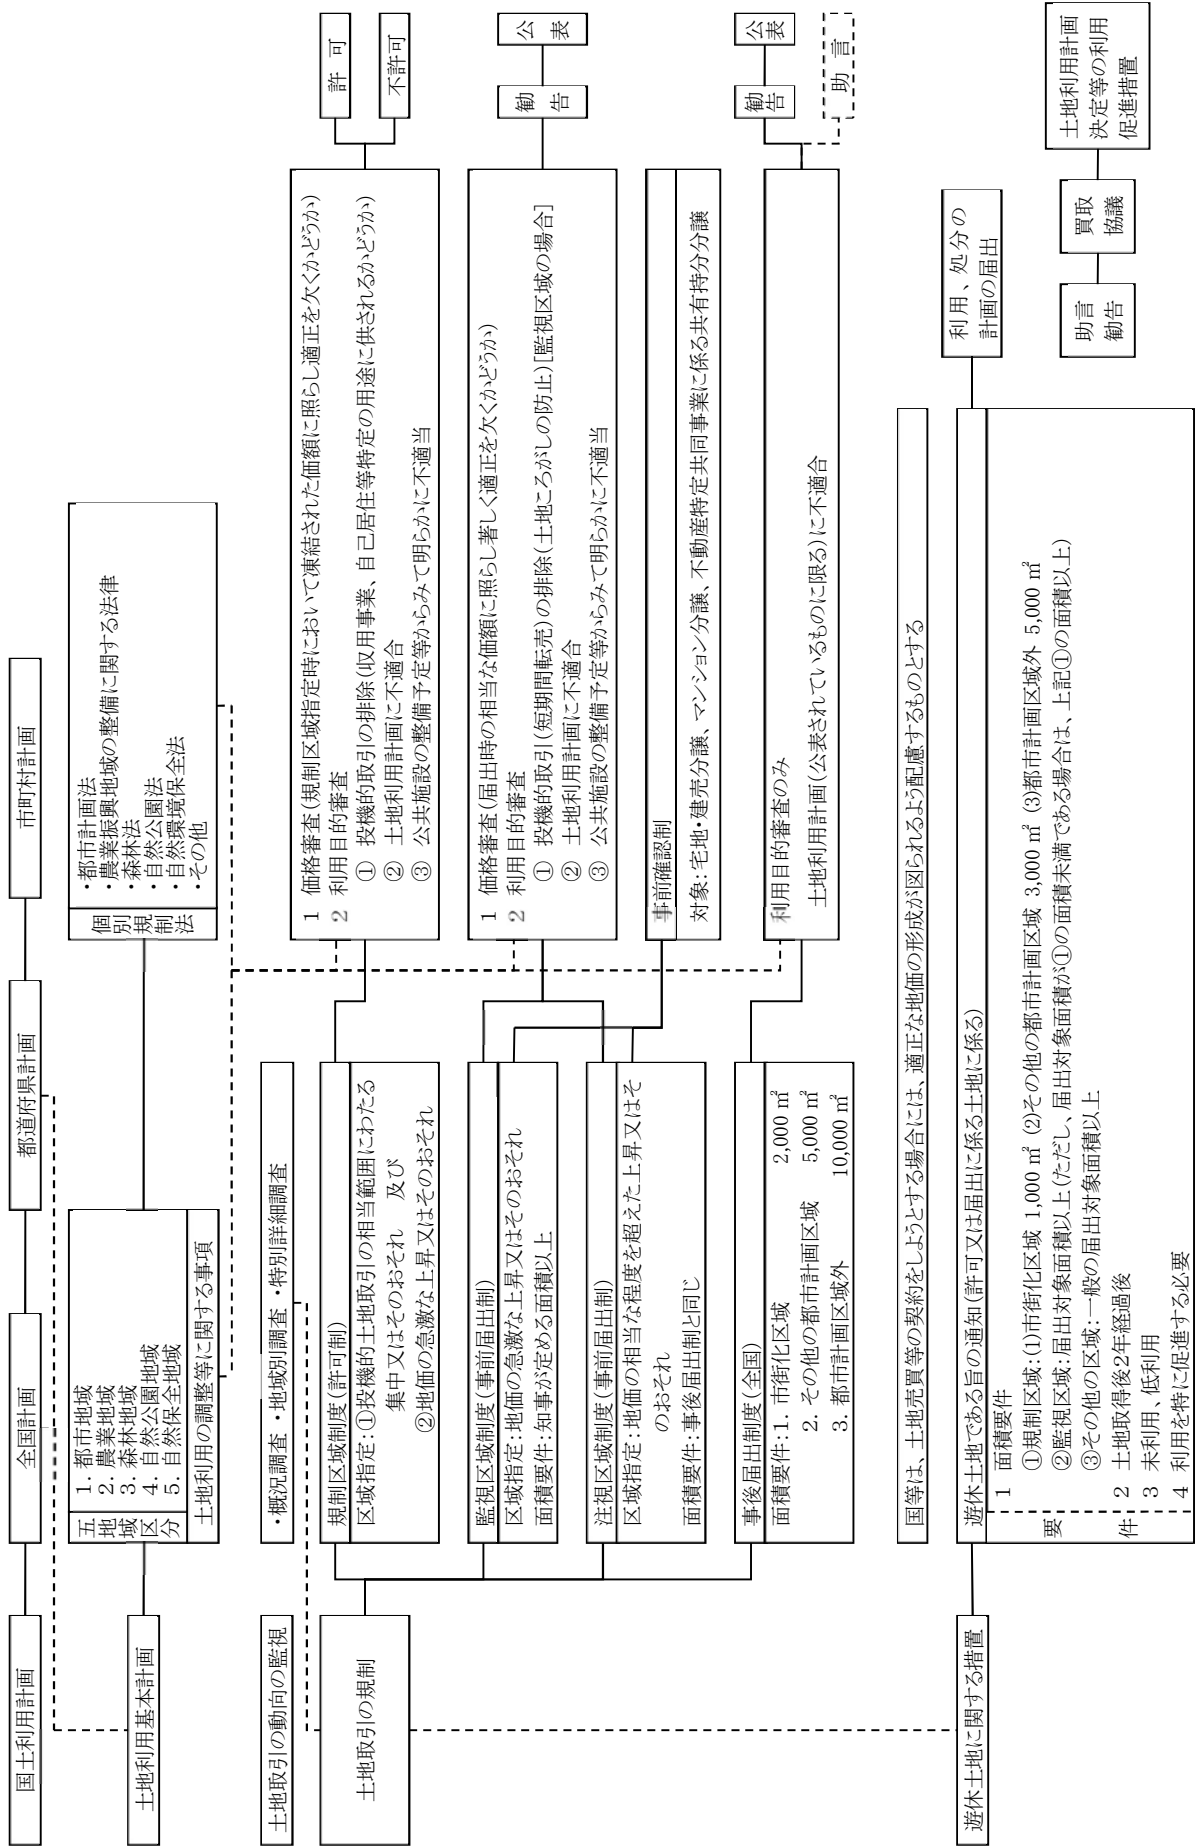 国土利用計画
全国計画
都道府県計画
市町村計画
土地利用基本計画
五地域区分
1. 都市地域
2. 農業地域
3. 森林地域
4. 自然公園地域
5. 自然保全地域
土地利用の調整等に関する事項
個別規制法
・都市計画法
・農業振興地域の整備に関する法律
・森林法
・自然公園法
・自然環境保全法
・その他
土地取引の動向の監視
・概況調査 ・地域別調査 ・特別詳細調査
土地取引の規制
規制区域制度(許可制)
区域指定:①投機的土地取引の相当範囲にわたる
集中又はそのおそれ 及び
②地価の急激な上昇又はそのおそれ
1 価格審査(規制区域指定時において凍結された価額に照らし適正を欠くかどうか)
2 利用目的審査
① 投機的取引の排除(収用事業、自己居住等特定の用途に供されるかどうか)
② 土地利用計画に不適合
③ 公共施設の整備予定等からみて明らかに不適当
許可
不許可
監視区域制度(事前届出制)
区域指定:地価の急激な上昇又はそのおそれ
面積要件:知事が定める面積以上
1 価格審査(届出時の相当な価額に照らし著しく適正を欠くかどうか)
2 利用目的審査
① 投機的取引(短期間転売)の排除(土地ころがしの防止)[監視区域の場合]
② 土地利用計画に不適合
③ 公共施設の整備予定等からみて明らかに不適当
勧告
公表
注視区域制度(事前届出制)
区域指定:地価の相当な程度を超えた上昇又はそ
のおそれ
面積要件:事後届出制と同じ
事前確認制
対象:宅地・建売分譲、マンション分譲、不動産特定共同事業に係る共有持分分譲
事後届出制度(全国)
面積要件:1. 市街化区域 2,000 ㎡
2. その他の都市計画区域 5,000 ㎡
3. 都市計画区域外 10,000 ㎡
利用目的審査のみ
土地利用計画(公表されているものに限る)に不適合
勧告
公表
助言
国等は、土地売買等の契約をしようとする場合には、適正な地価の形成が図られるよう配慮するものとする
遊休土地に関する措置
遊休土地である旨の通知(許可又は届出に係る土地に係る)
要件
1 面積要件
①規制区域:(1)市街化区域 1,000 ㎡ (2)その他の都市計画区域 3,000 ㎡ (3)都市計画区域外 5,000 ㎡
②監視区域:届出対象面積以上(ただし、届出対象面積が①の面積未満である場合は、上記①の面積以上)
③その他の区域:一般の届出対象面積以上
2 土地取得後2年経過後
3 未利用、低利用
4 利用を特に促進する必要
利用、処分の
計画の届出
助言
勧告
買取
協議
土地利用計画
決定等の利用
促進措置